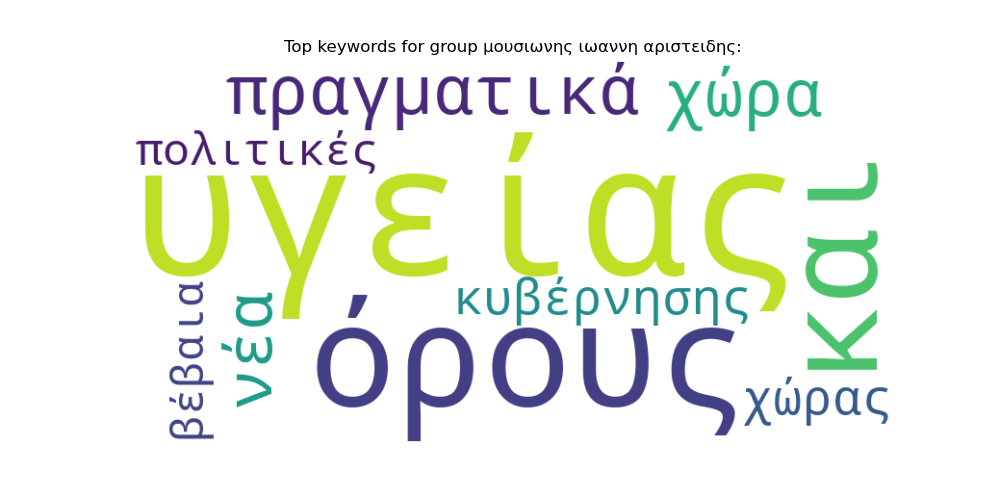 Top keywords for group μουσιωνης ιωαννη αριστειδης:
πραγματικά
χώρα
πολιτικές
υγείας
και
κυβέρνησης
βέβαια
νέα
όρους
χώρας